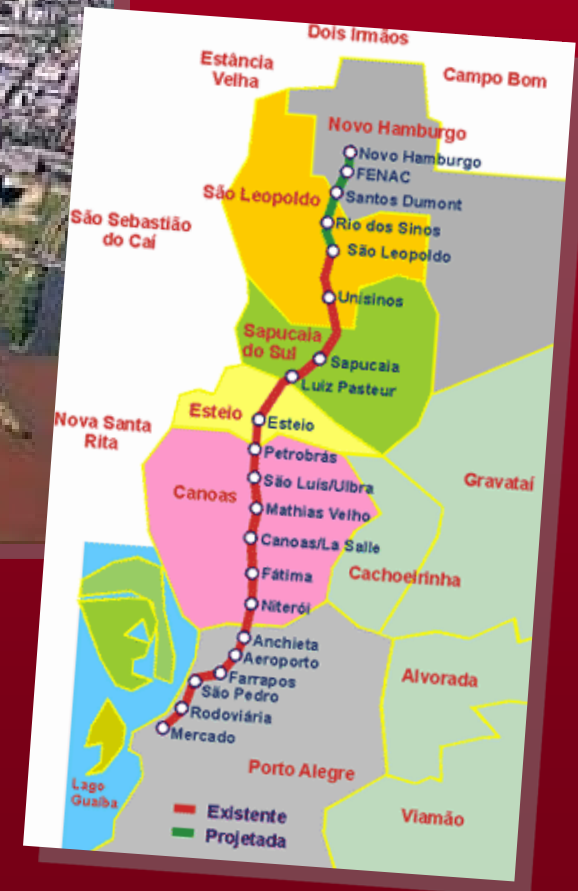 Dois Irmãos
Estância
Velha
Campo Bom
Novo Hamburgo
Novo Hamburgo
FENAC
São Leopoldo
Santos Dumont
São Sebastião
do Caí
Rio dos Sinos
São Leopoldo
Unisinos
Sapucaia
do Sul
Sapucaia
Luiz Pasteur
Esteio
Esteio
Nova Santa
Rita
Petrobrás
Gravataí
São Luís/Ulbra
Canoas
Mathias Velho
Canoas/La Salle
Fátima
Cachoeirinha
Niterói
Anchieta
Aeroporto
Farrapos
Alvorada
São Pedro
Rodoviária
Mercado
Porto Alegre
Lago
Guaíba
Existente
Projetada
Viamão